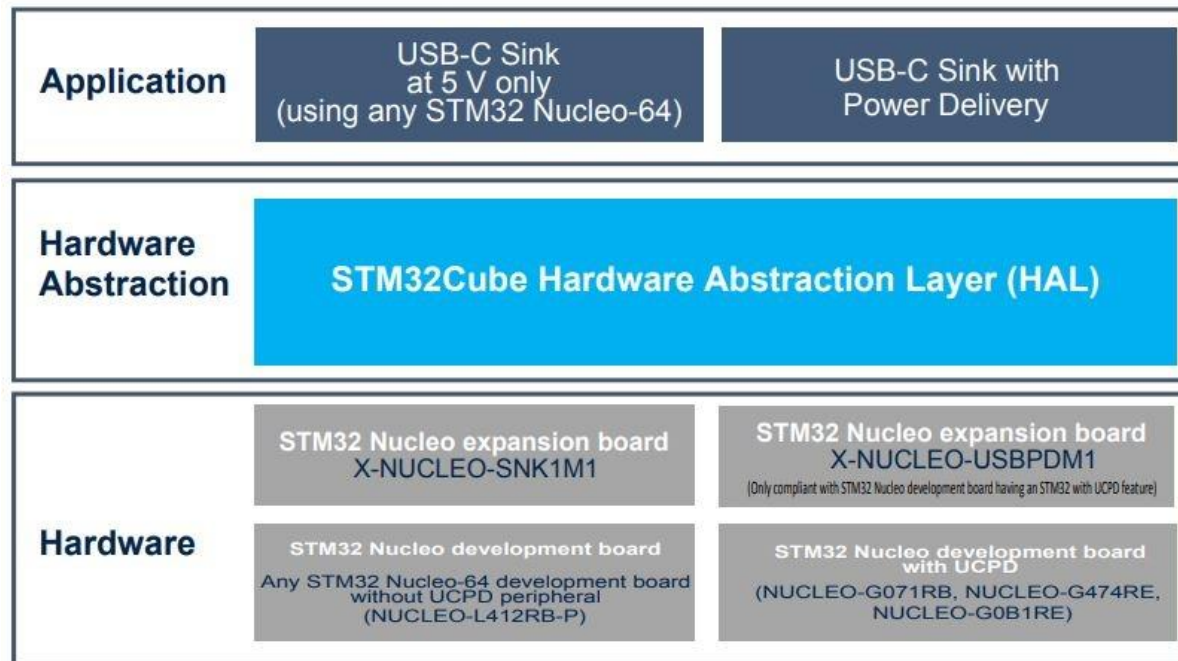 Application
USB-C Sink
at 5 V only
(using any STM32 Nucleo-64)
USB-C Sink with
Power Delivery
Hardware
Abstraction
STM32Cube Hardware Abstraction Layer (HAL)
Hardware
STM32 Nucleo expansion board
X-NUCLEO-SNK1M1
STM32 Nucleo expansion board
X-NUCLEO-USBPDM1
(Only compliant with STM32 Nucleo development board having an STM32 with UCPD feature)
STM32 Nucleo development board
Any STM32 Nucleo-64 development board
without UCPD peripheral
(NUCLEO-L412RB-P)
STM32 Nucleo development board
with UCPD
(NUCLEO-G071RB, NUCLEO-G474RE,
NUCLEO-G0B1RE)